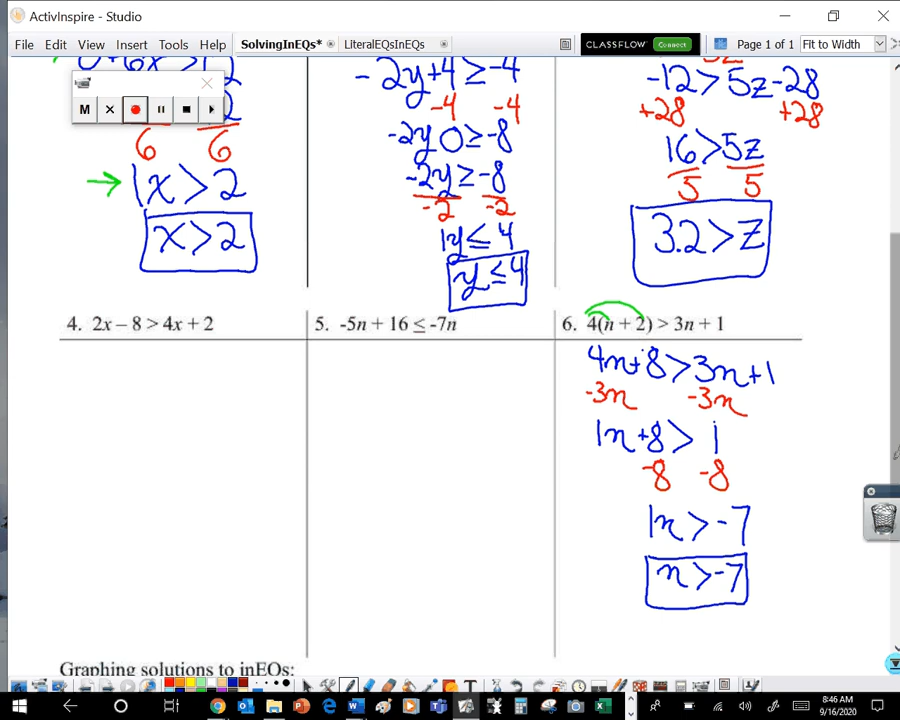 ActivInspire - Studio
File Edit View Insert Tools Help SolvingInEQs* LiteralEQsInEQs CLASSFLOW Connect Page 1 of 1 Fit to Width
M
6 6
1x > 2
x > 2
-2y+4 ≥ -4
-4 -4
-2y 0 ≥ -8
-2y ≥ -8
-2 -2
1y ≤ 4
y ≤ 4
-12 > 5z - 28
+28 +28
16 > 5z
5 5
3.2 > z
4. 2x – 8 > 4x + 2
5. -5n + 16 ≤ -7n
6. 4(n + 2) > 3n + 1
4n+8 > 3n+1
-3n -3n
1n+8 > 1
-8 -8
1n > -7
n > -7
Graphing solutions to inEQs:
8:46 AM
9/16/2020